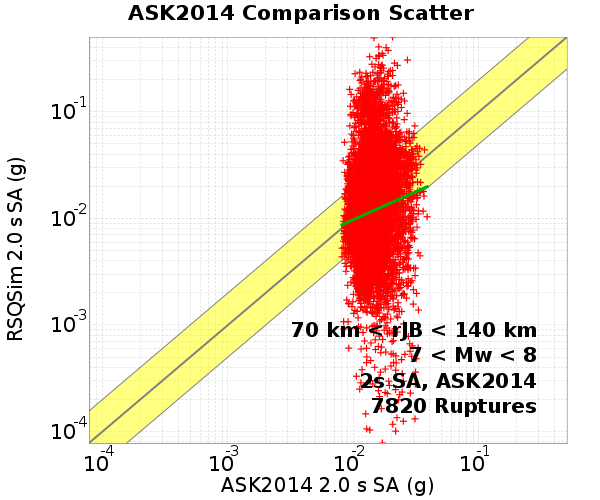 ASK2014 Comparison Scatter
RSQSim 2.0 s SA (g)
10-1
10-2
10-3
10-4
70 km < rJB < 140 km
7 < Mw < 8
2s SA, ASK2014
7820 Ruptures
10-4 10-3 10-2 10-1
ASK2014 2.0 s SA (g)